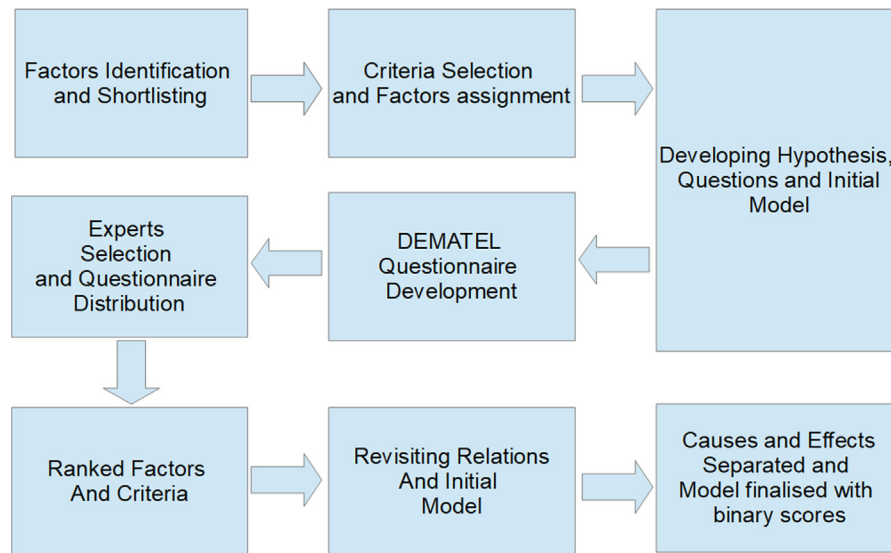 Factors Identification
and Shortlisting
Criteria Selection
and Factors assignment
Developing Hypothesis,
Questions and Initial
Model
DEMATEL
Questionnaire
Development
Experts
Selection
and Questionnaire
Distribution
Ranked Factors
And Criteria
Revisiting Relations
And Initial
Model
Causes and Effects
Separated and
Model finalised with
binary scores